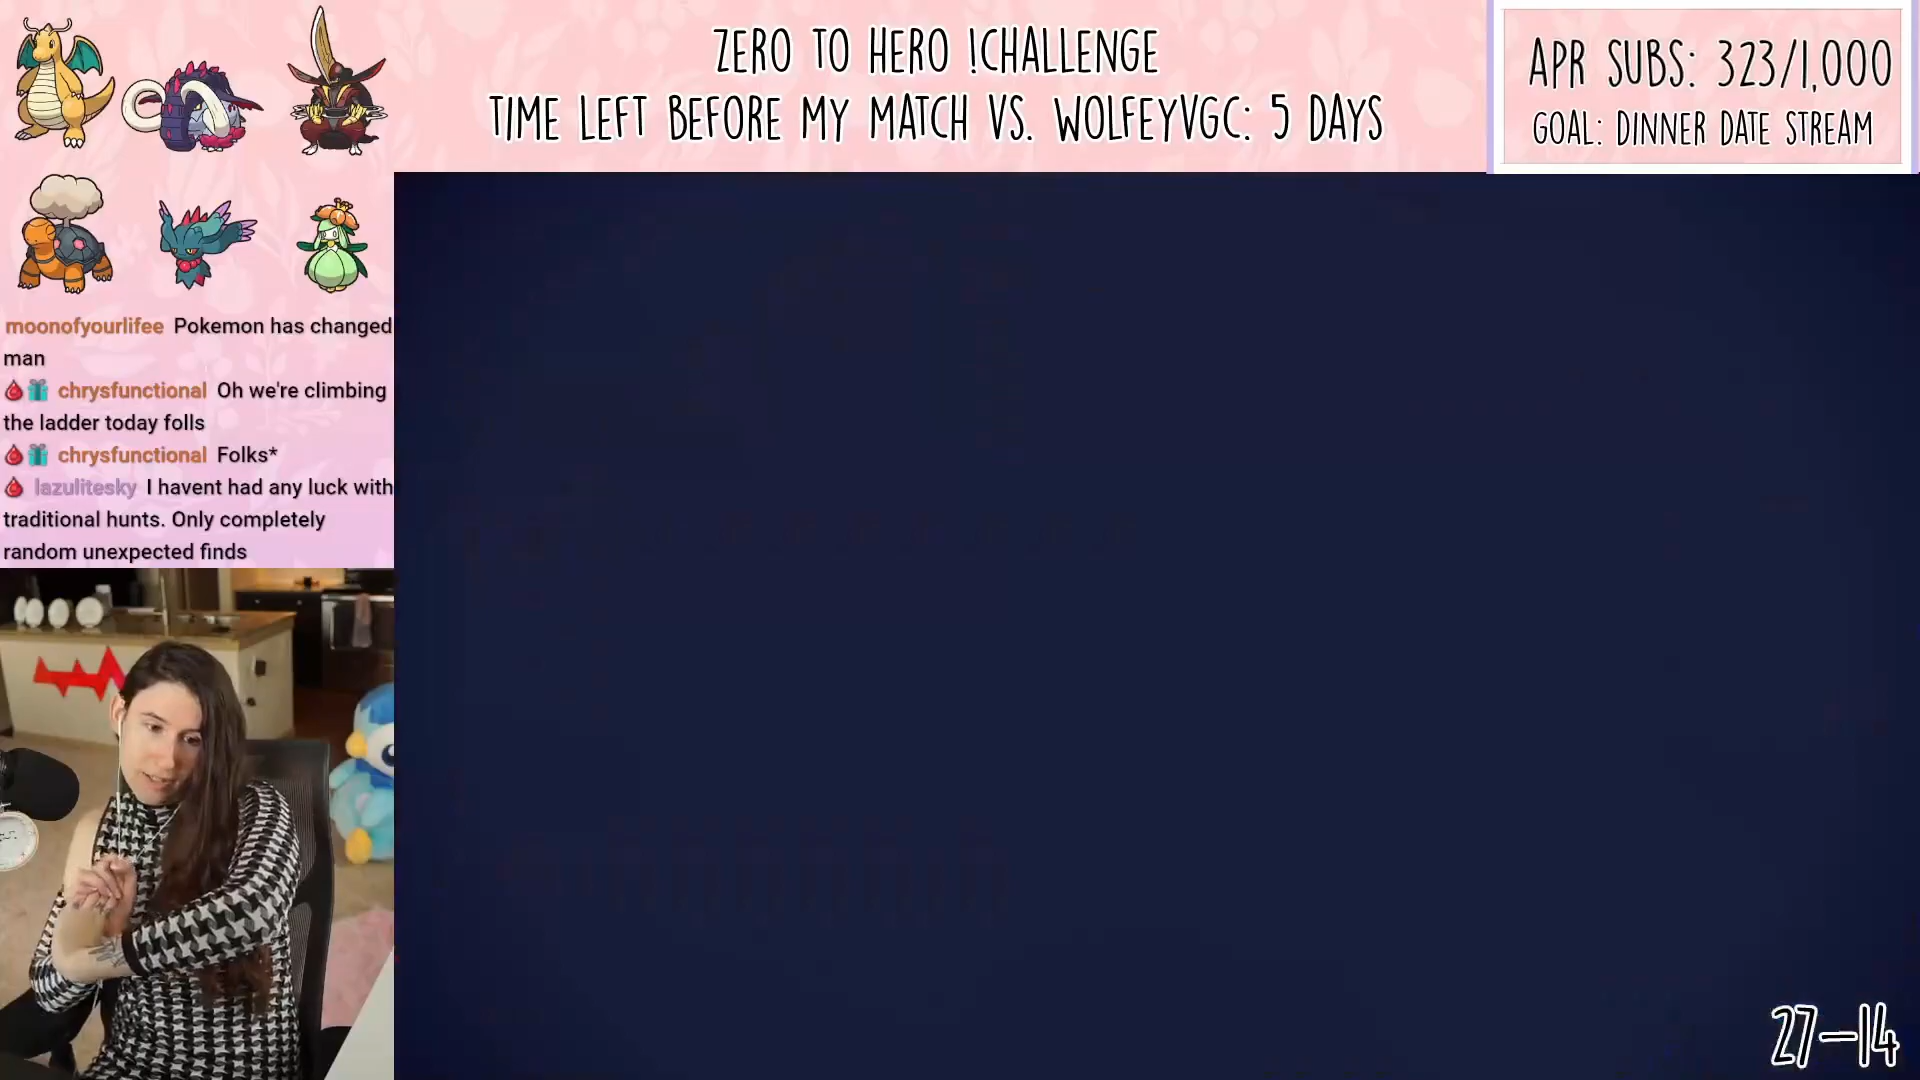 ZERO TO HERO !CHALLENGE
TIME LEFT BEFORE MY MATCH VS. WOLFEYVGC: 5 DAYS
APR SUBS: 323/1,000
GOAL: DINNER DATE STREAM
moonofyourlifee Pokemon has changed
man
chrysfunctional Oh we're climbing
the ladder today folls
chrysfunctional Folks*
lazulitesky I havent had any luck with
traditional hunts. Only completely
random unexpected finds
27-14